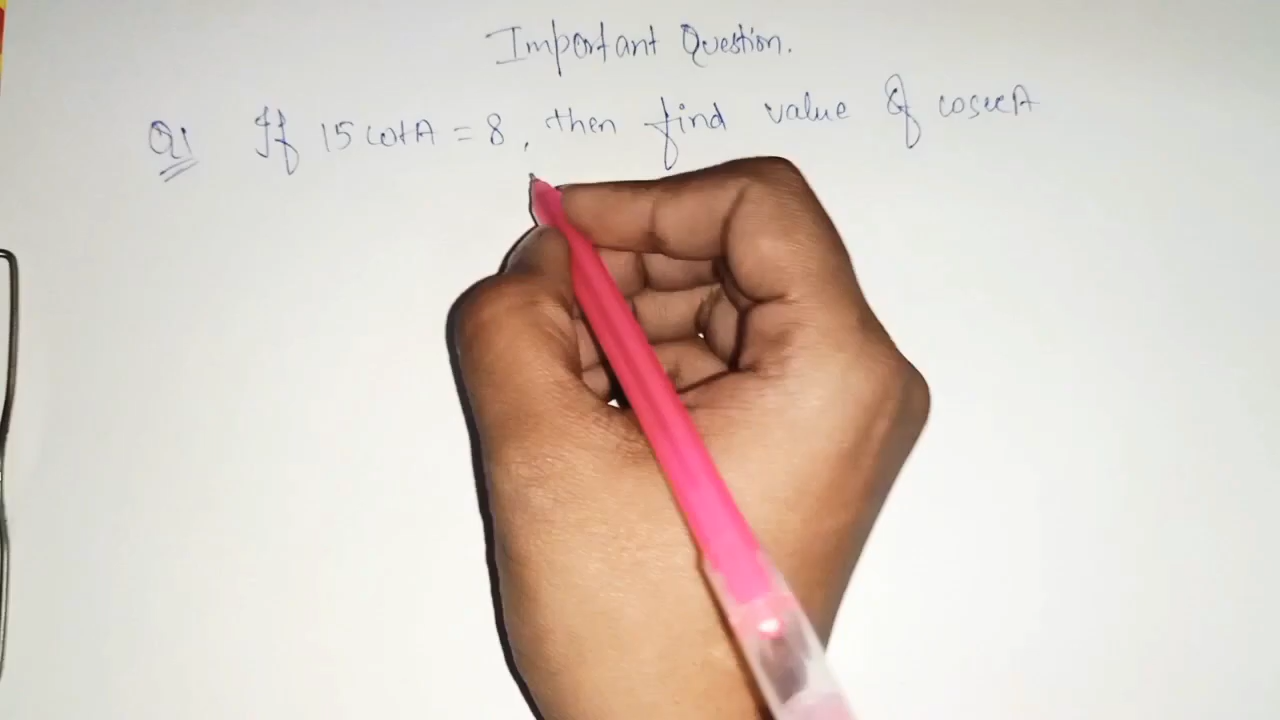 Important Question.
Q1 If 15 cotA = 8, then find value of cosecA